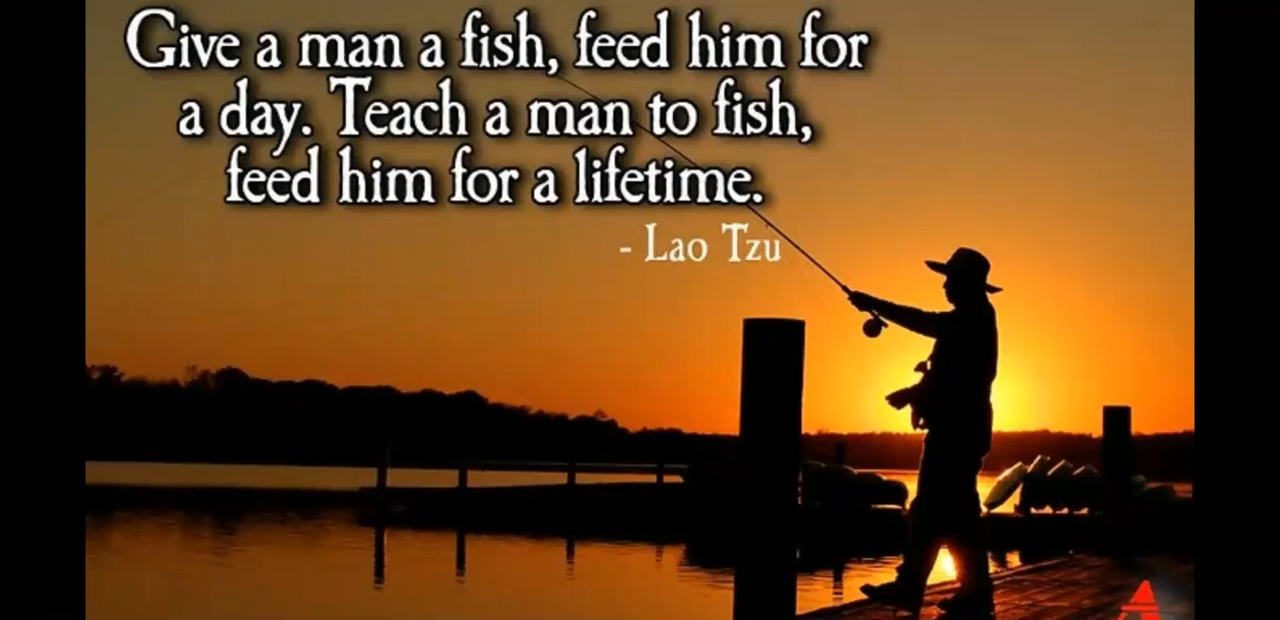 Give a man a fish, feed him for
a day. Teach a man to fish,
feed him for a lifetime.
- Lao Tzu